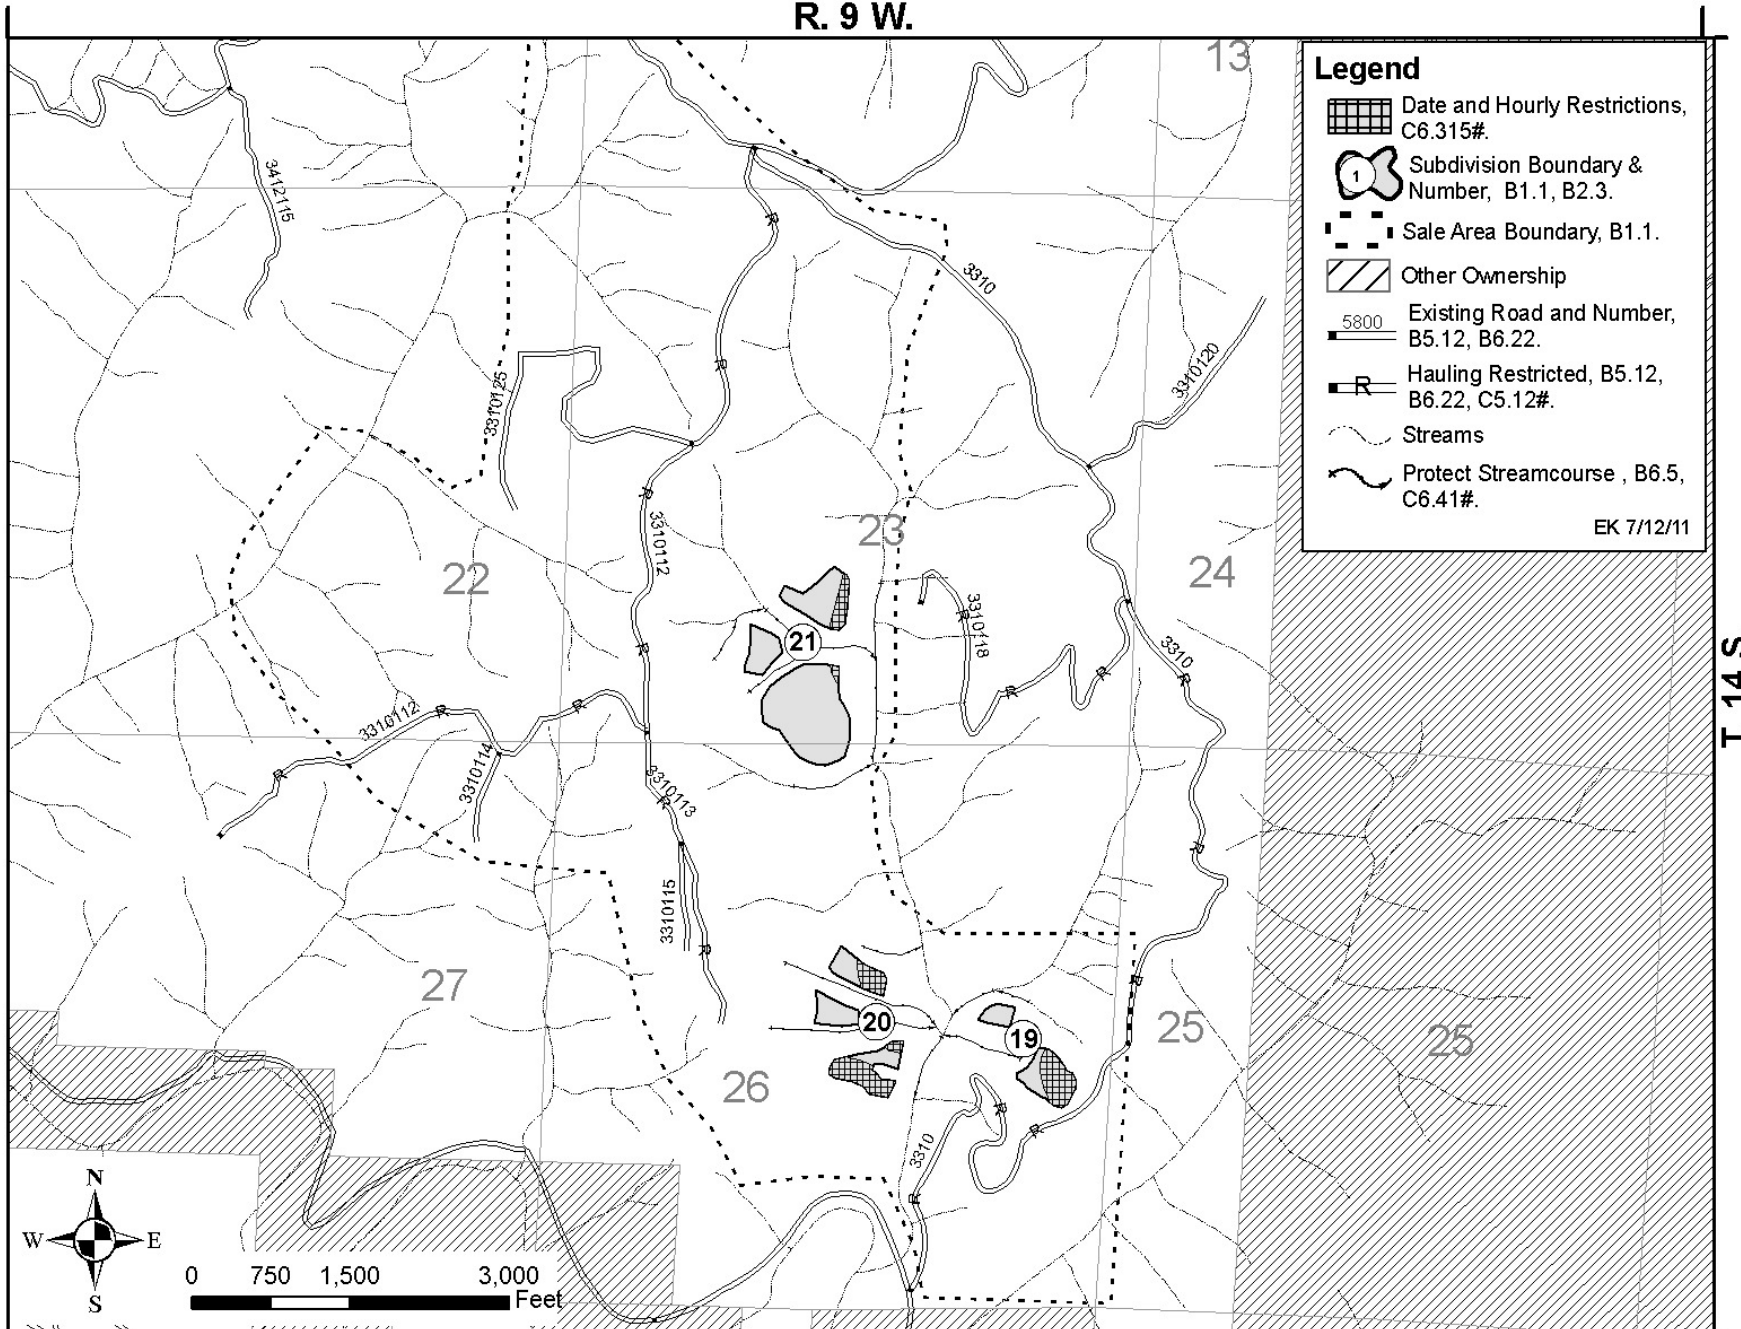 R. 9 W.
13
Legend
Date and Hourly Restrictions,
C6.315#.
1
Subdivision Boundary &
Number, B1.1, B2.3.
Sale Area Boundary, B1.1.
Other Ownership
5800
Existing Road and Number,
B5.12, B6.22.
R
Hauling Restricted, B5.12,
B6.22, C5.12#.
Streams
Protect Streamcourse , B6.5,
C6.41#.
EK 7/12/11
3412115
R
3310
R
3310120
3310125
R
3310112
23
22
24
R
3310118
21
R
3310
R
R
R
T. 14 S.
R
R
3310112
3310114
R
3310113
R
R
3310115
R
27
R
20
19
25
25
26
R
R
3310
R
N
W
E
S
0 750 1,500 3,000
Feet